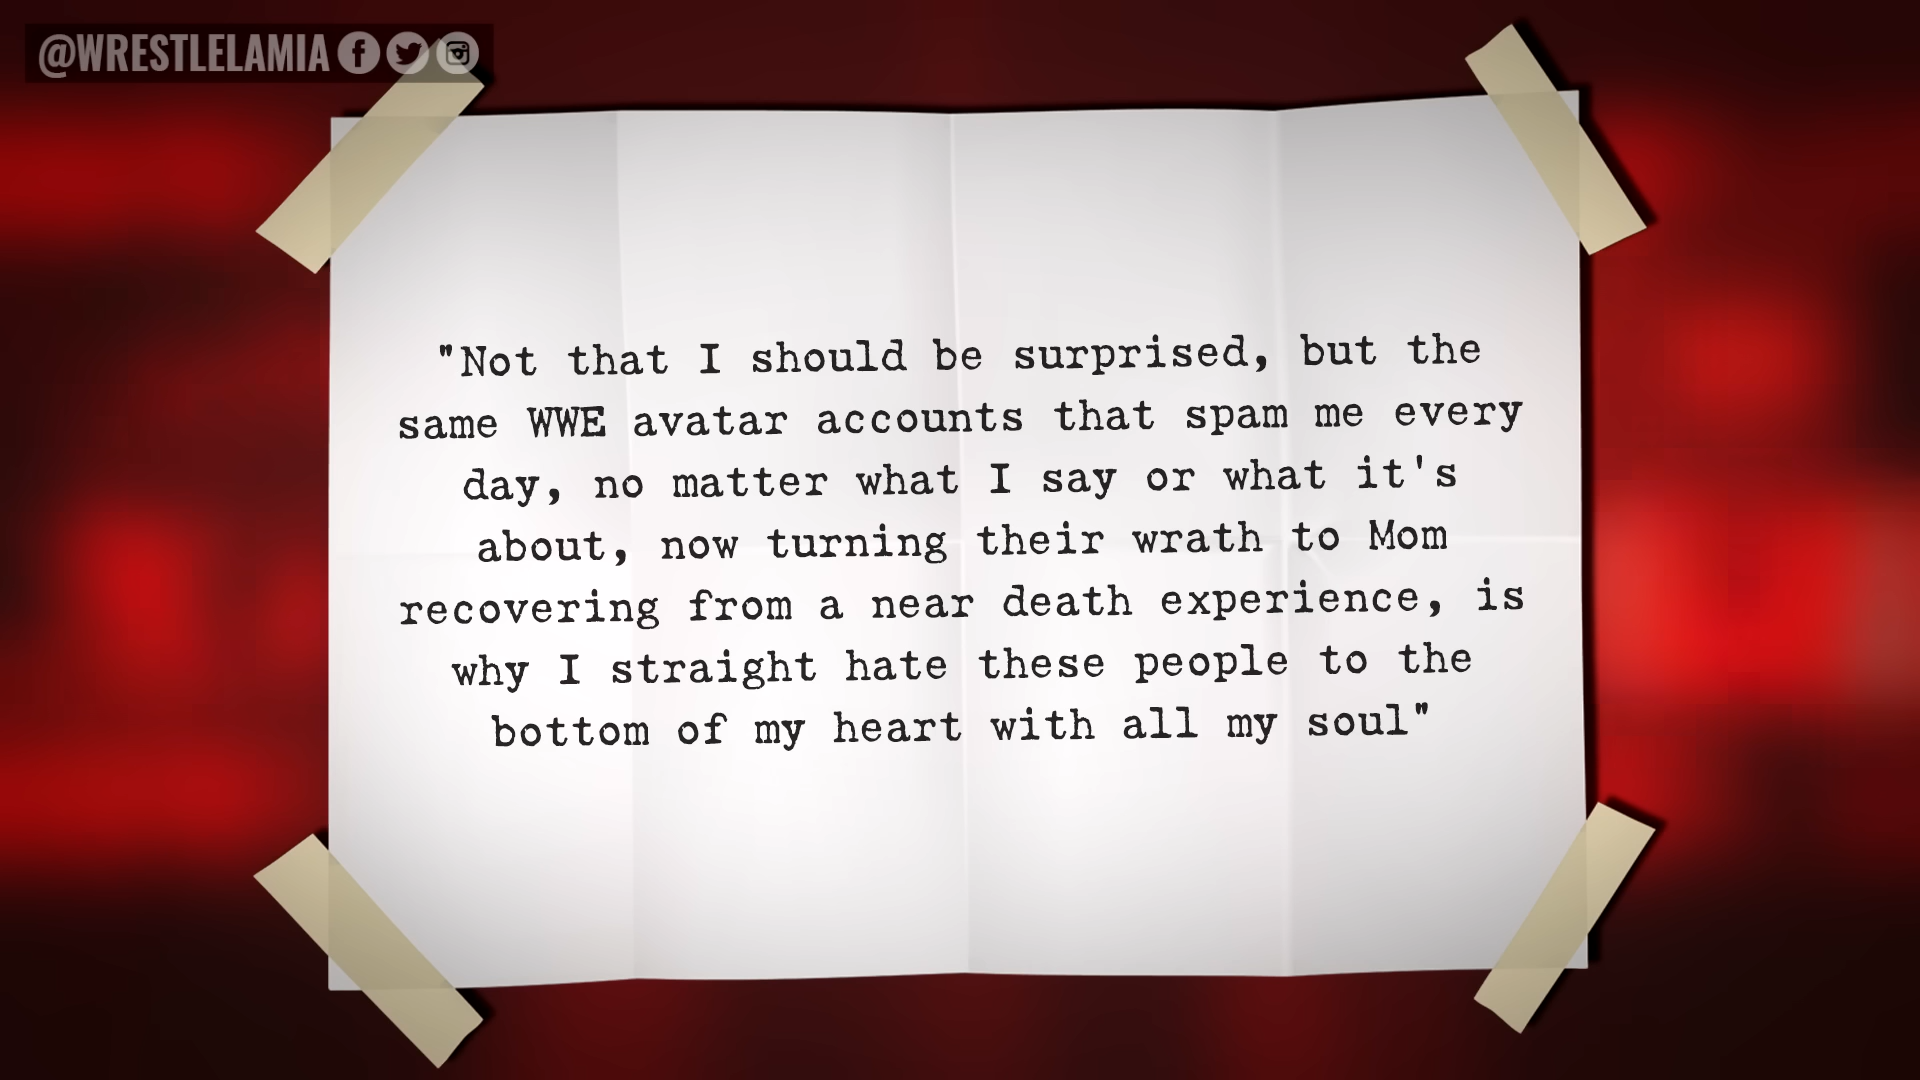 @WRESTLELAMIA
"Not that I should be surprised, but the
same WWE avatar accounts that spam me every
day, no matter what I say or what it's
about, now turning their wrath to Mom
recovering from a near death experience, is
why I straight hate these people to the
bottom of my heart with all my soul"